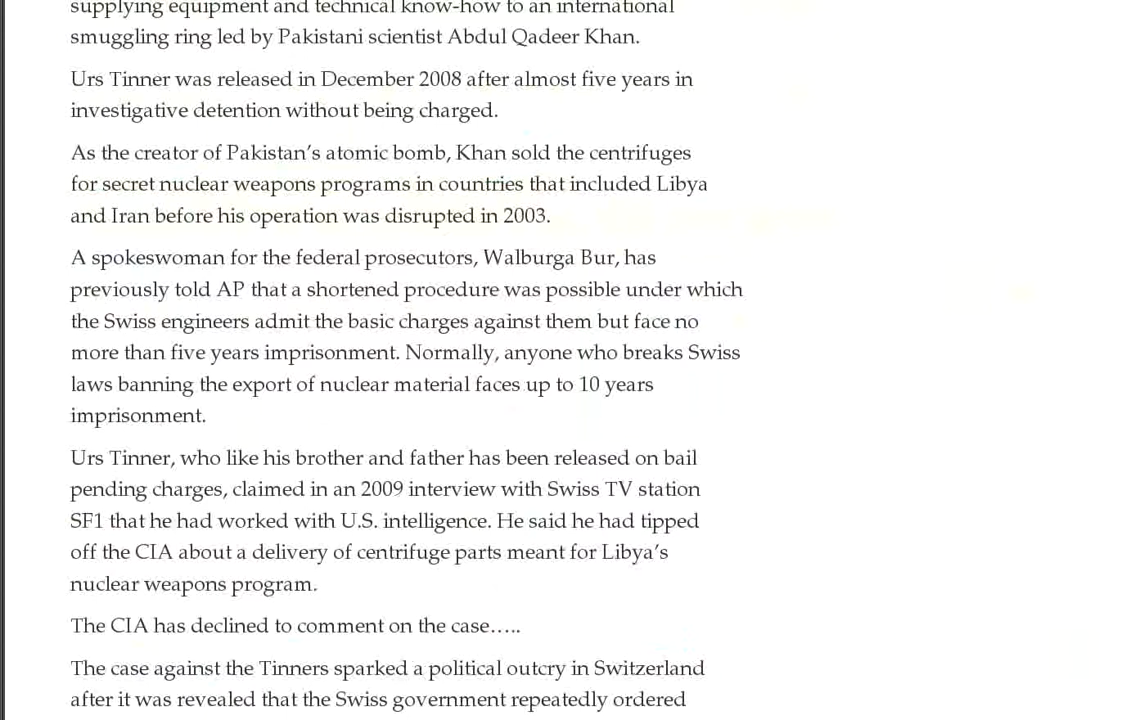 supplying equipment and technical know-how to an international
smuggling ring led by Pakistani scientist Abdul Qadeer Khan.
Urs Tinner was released in December 2008 after almost five years in
investigative detention without being charged.
As the creator of Pakistan's atomic bomb, Khan sold the centrifuges
for secret nuclear weapons programs in countries that included Libya
and Iran before his operation was disrupted in 2003.
A spokeswoman for the federal prosecutors, Walburga Bur, has
previously told AP that a shortened procedure was possible under which
the Swiss engineers admit the basic charges against them but face no
more than five years imprisonment. Normally, anyone who breaks Swiss
laws banning the export of nuclear material faces up to 10 years
imprisonment.
Urs Tinner, who like his brother and father has been released on bail
pending charges, claimed in an 2009 interview with Swiss TV station
SF1 that he had worked with U.S. intelligence. He said he had tipped
off the CIA about a delivery of centrifuge parts meant for Libya's
nuclear weapons program.
The CIA has declined to comment on the case…..
The case against the Tinners sparked a political outcry in Switzerland
after it was revealed that the Swiss government repeatedly ordered